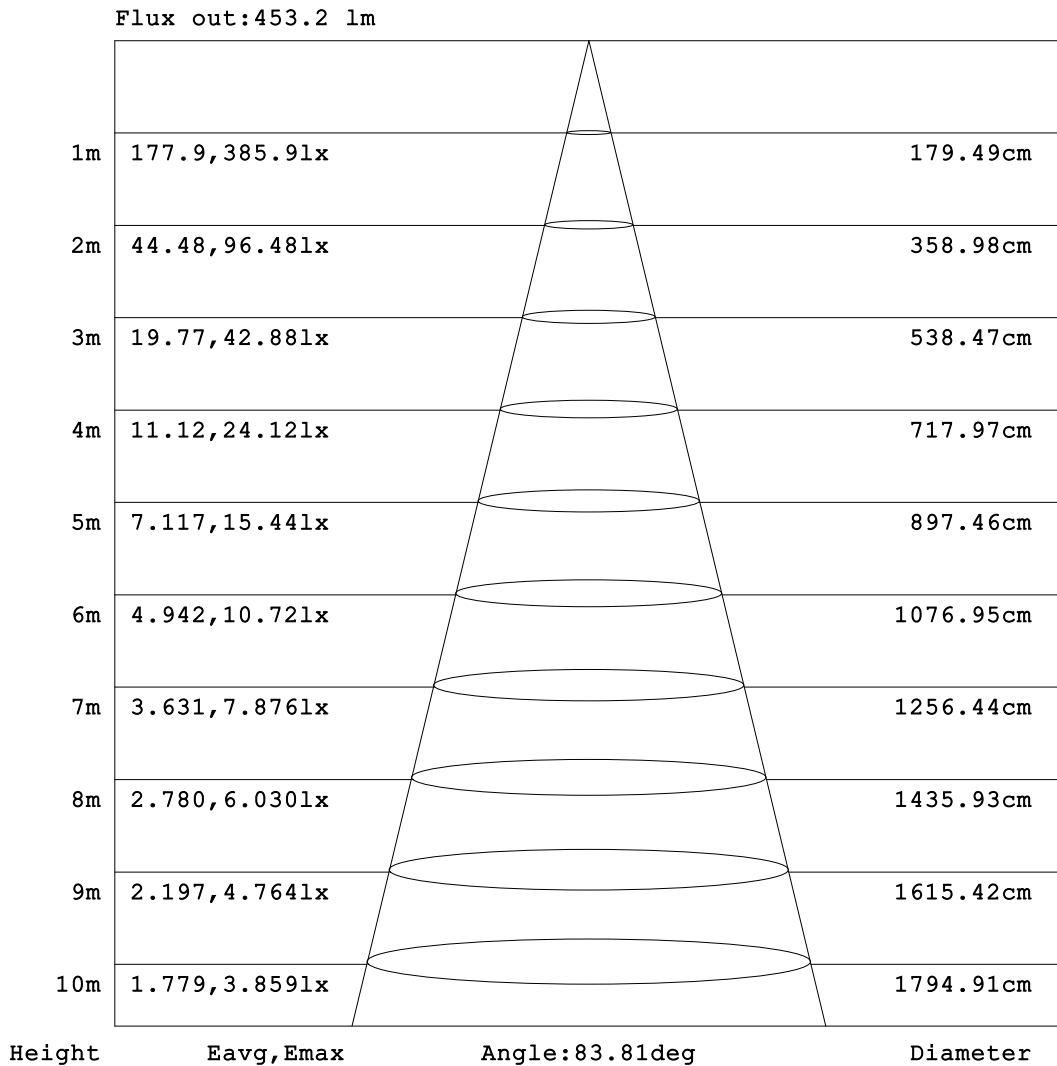 Flux out:453.2 lm
1m 177.9,385.9lx 179.49cm
2m 44.48,96.48lx 358.98cm
3m 19.77,42.88lx 538.47cm
4m 11.12,24.12lx 717.97cm
5m 7.117,15.44lx 897.46cm
6m 4.942,10.72lx 1076.95cm
7m 3.631,7.876lx 1256.44cm
8m 2.780,6.030lx 1435.93cm
9m 2.197,4.764lx 1615.42cm
10m 1.779,3.859lx 1794.91cm
Height Eavg,Emax Angle:83.81deg Diameter